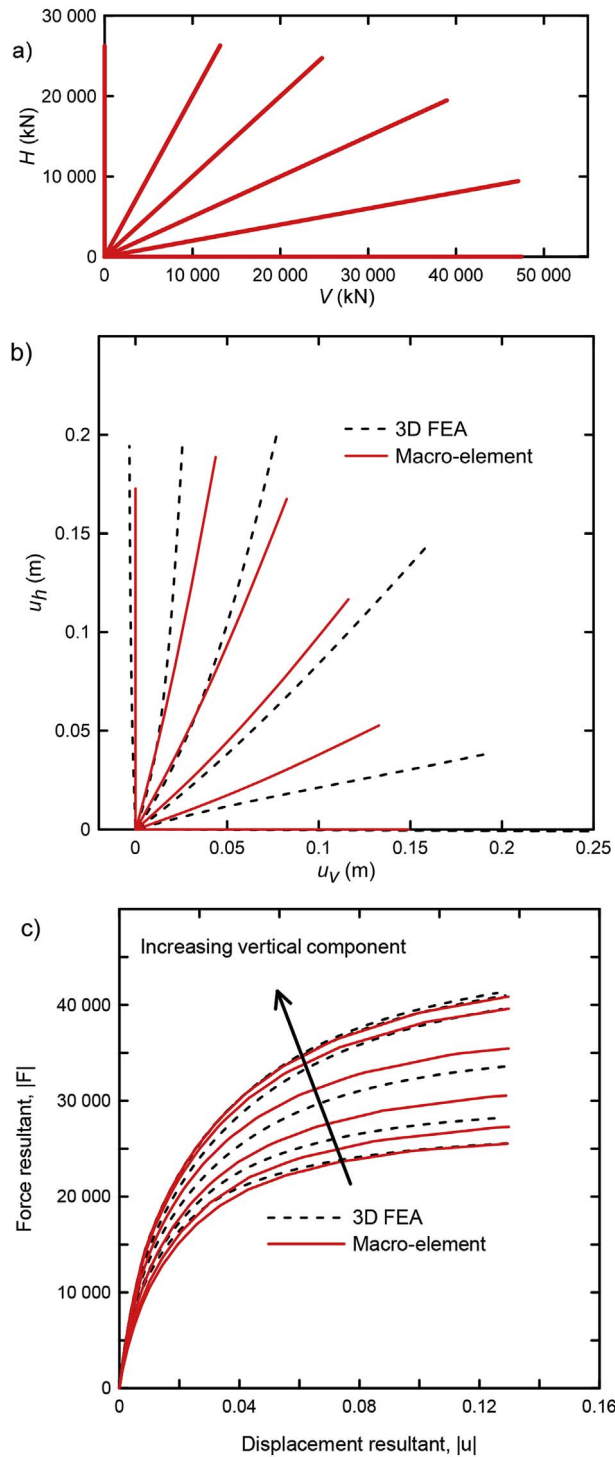 a)
30 000
20 000
10 000
0
H (kN)
0
10 000
20 000
30 000
40 000
50 000
V (kN)
b)
3D FEA
Macro-element
0.2
0.15
0.1
0.05
0
u_h (m)
0
0.05
0.1
0.15
0.2
0.25
u_v (m)
c)
Increasing vertical component
40 000
30 000
20 000
10 000
0
Force resultant, |F|
3D FEA
Macro-element
0
0.04
0.08
0.12
0.16
Displacement resultant, |u|